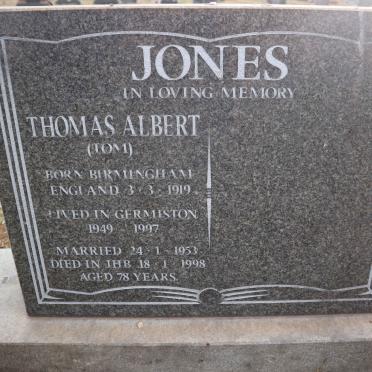 JONES
IN LOVING MEMORY
THOMAS ALBERT
(TOM)
BORN BIRMINGHAM
ENGLAND 3·3·1919
LIVED IN GERMISTON
1949 1997
MARRIED 24·1·1953
DIED IN JHB 18·1·1998
AGED 78 YEARS